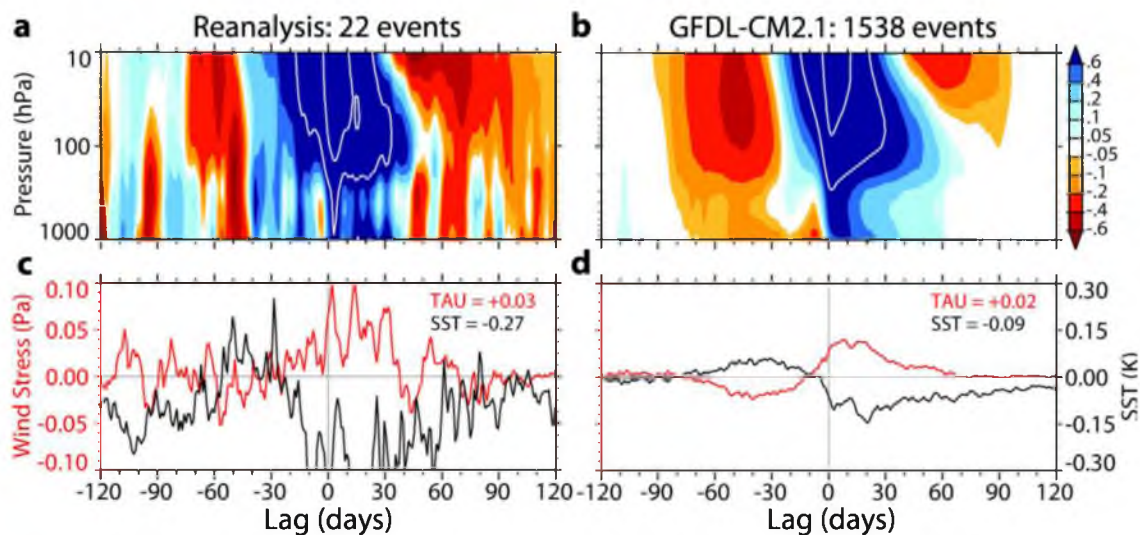 a Reanalysis: 22 events
b GFDL-CM2.1: 1538 events
Pressure (hPa)
10
100
1000
.6
.4
.2
.1
.05
-.05
-.1
-.2
-.4
-.6
c
d
Wind Stress (Pa)
0.10
0.05
0.00
-0.05
-0.10
TAU = +0.03
SST = -0.27
TAU = +0.02
SST = -0.09
0.30
0.15
0.00
-0.15
-0.30
SST (K)
-120 -90 -60 -30 0 30 60 90 120
-120 -90 -60 -30 0 30 60 90 120
Lag (days)
Lag (days)